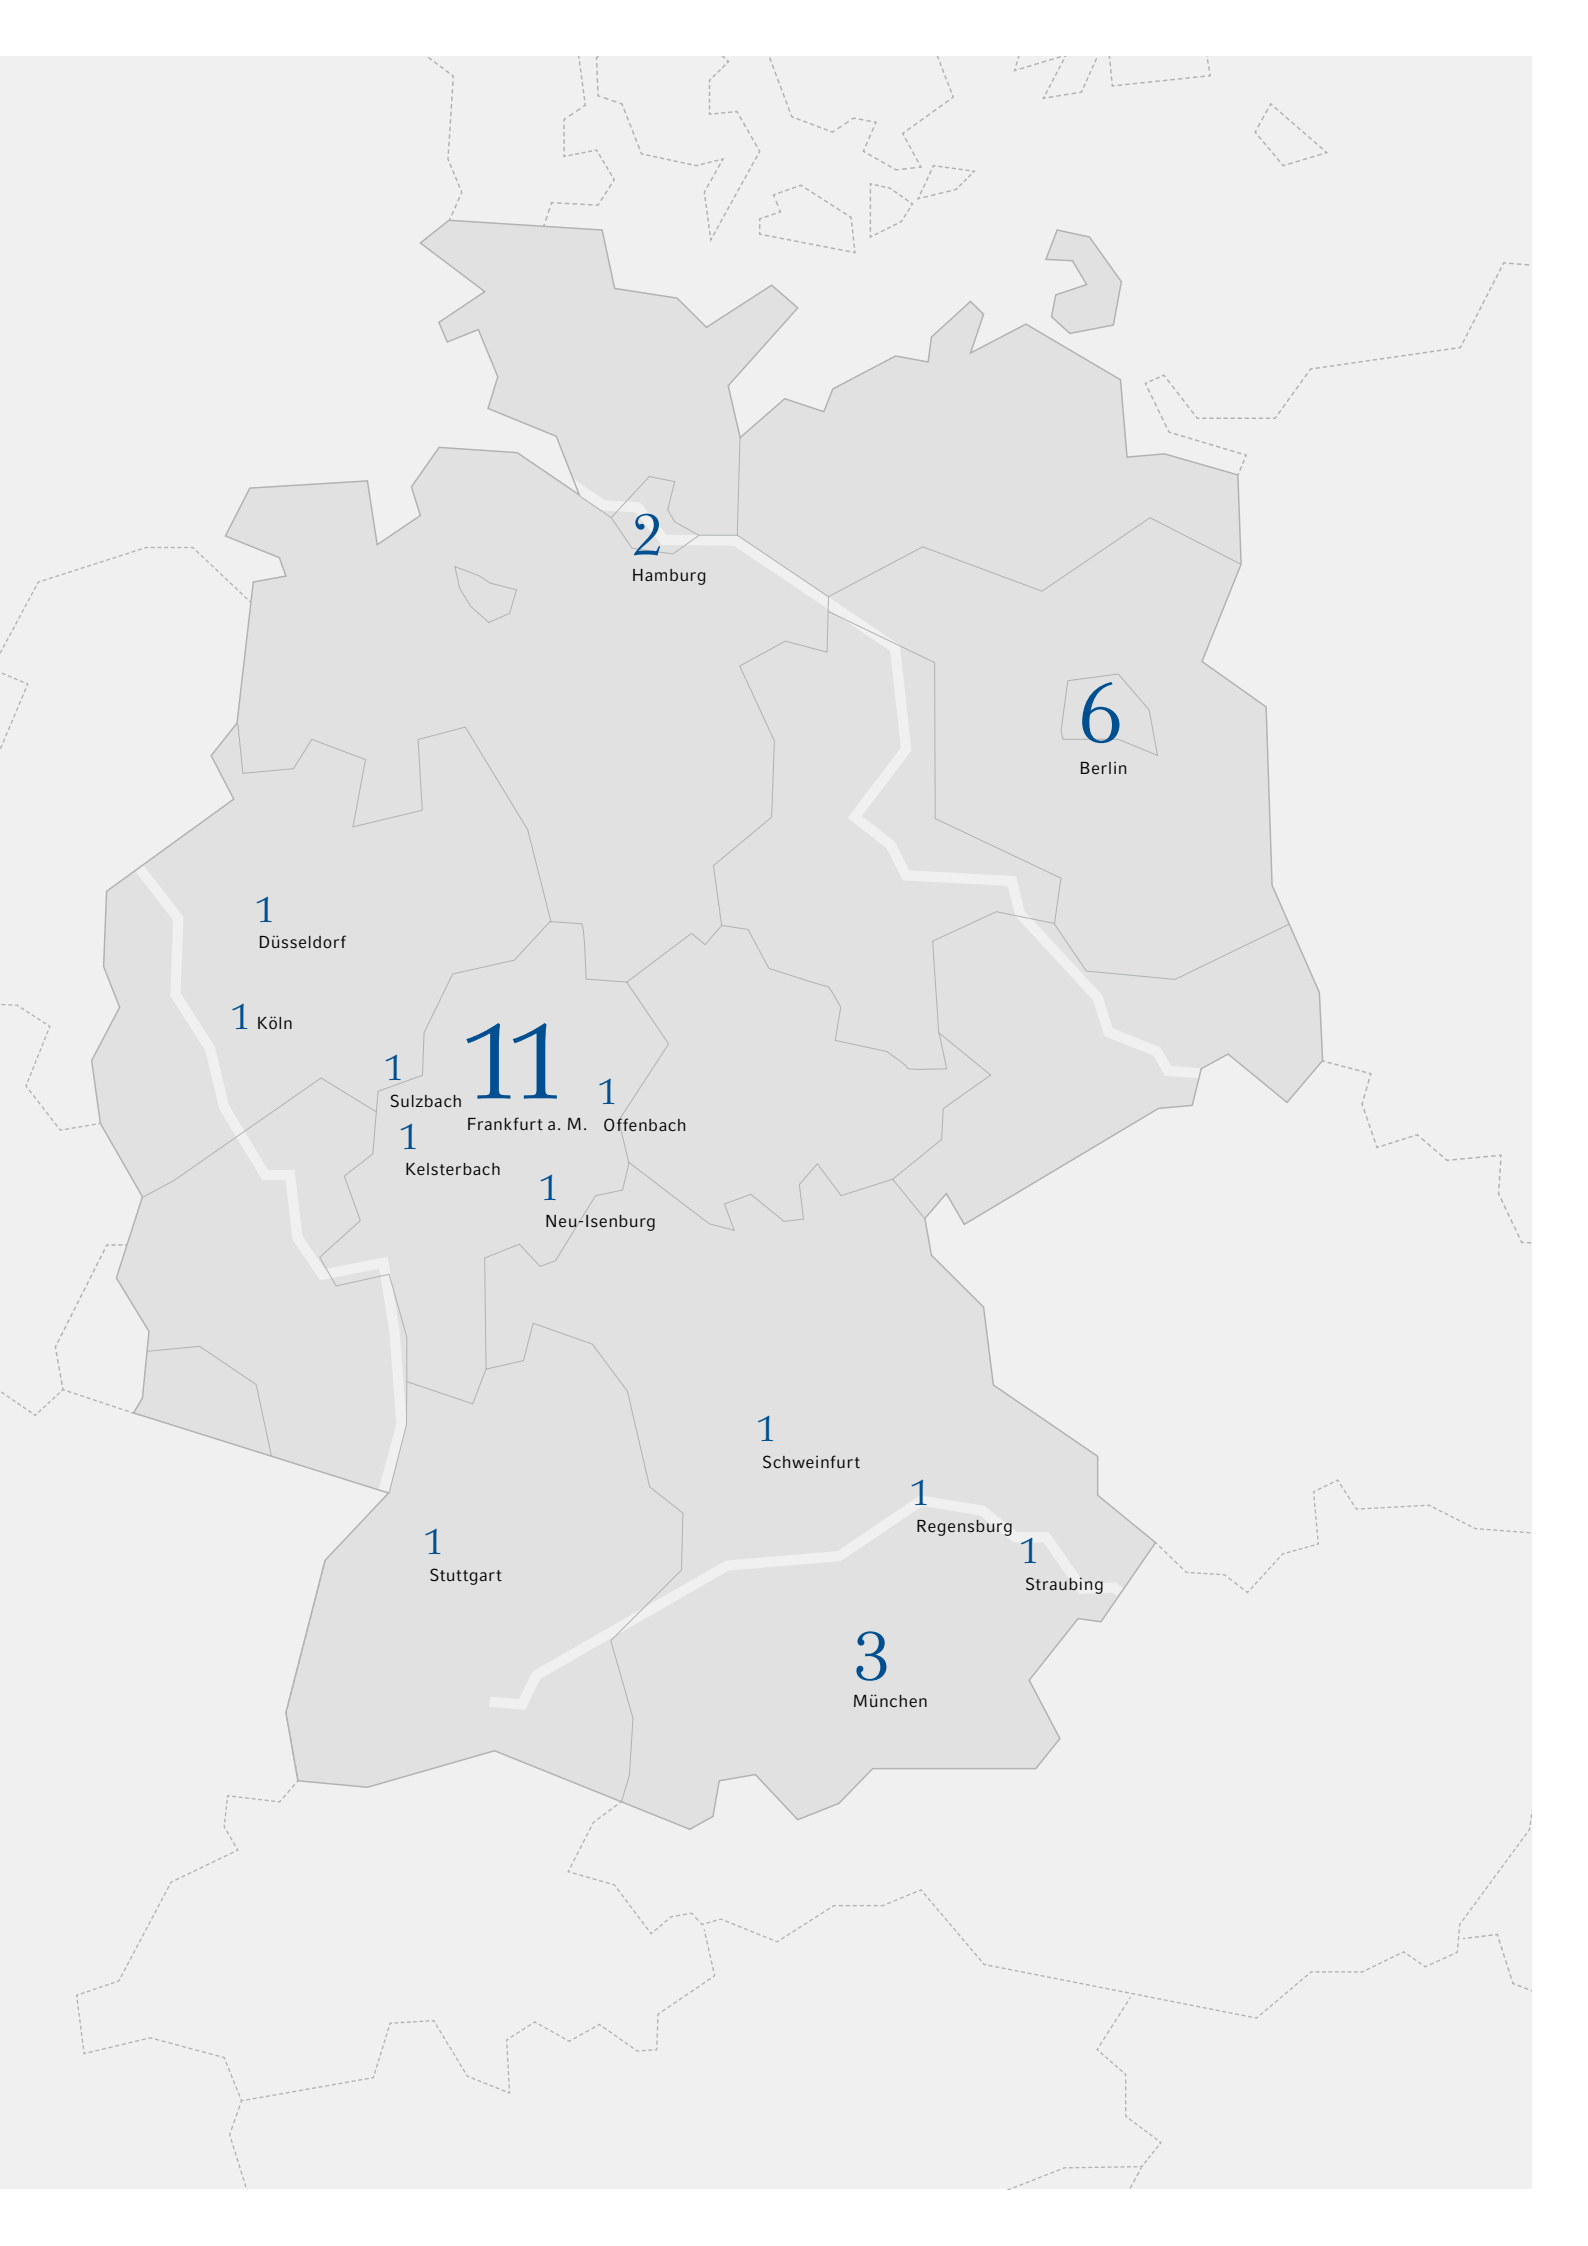 2
Hamburg
6
Berlin
1
Düsseldorf
1 Köln
1
Sulzbach
11
Frankfurt a. M.
1
Offenbach
1
Kelsterbach
1
Neu-Isenburg
1
Schweinfurt
1
Regensburg
1
Stuttgart
1
Straubing
3
München